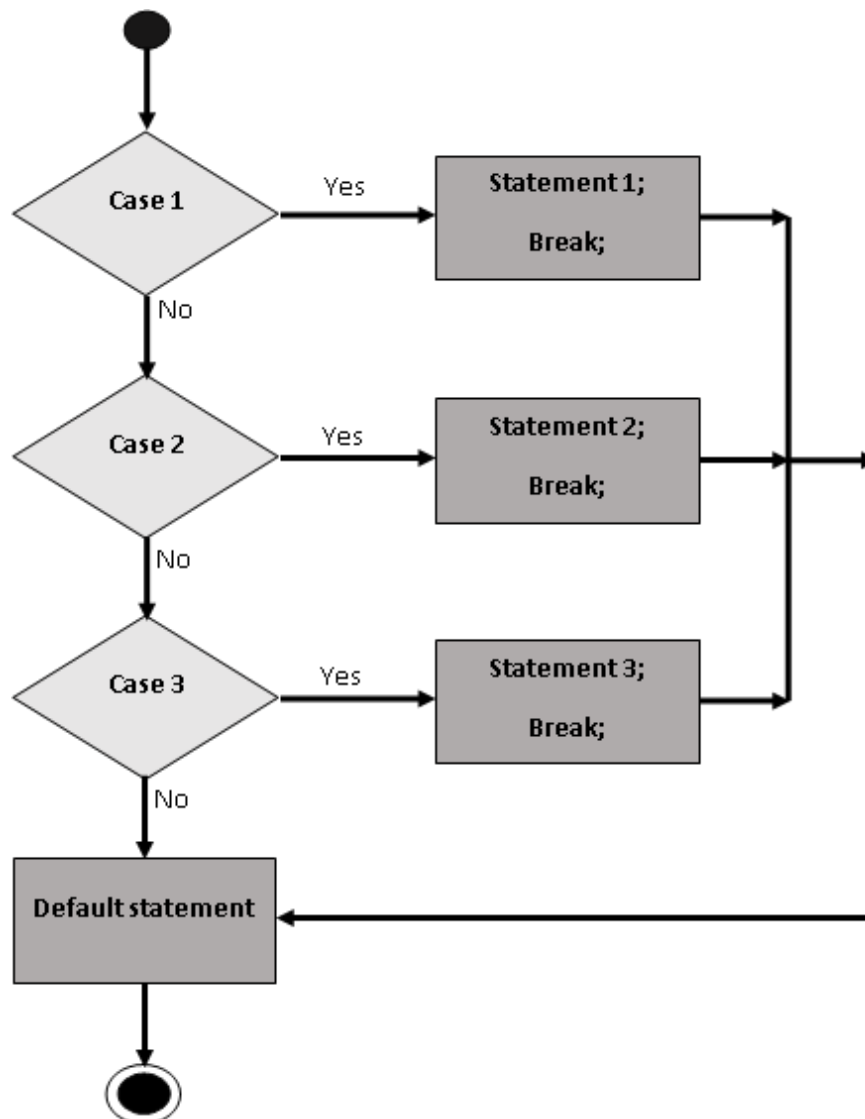 Case 1
Yes
Statement 1;
Break;
No
Case 2
Yes
Statement 2;
Break;
No
Case 3
Yes
Statement 3;
Break;
No
Default statement